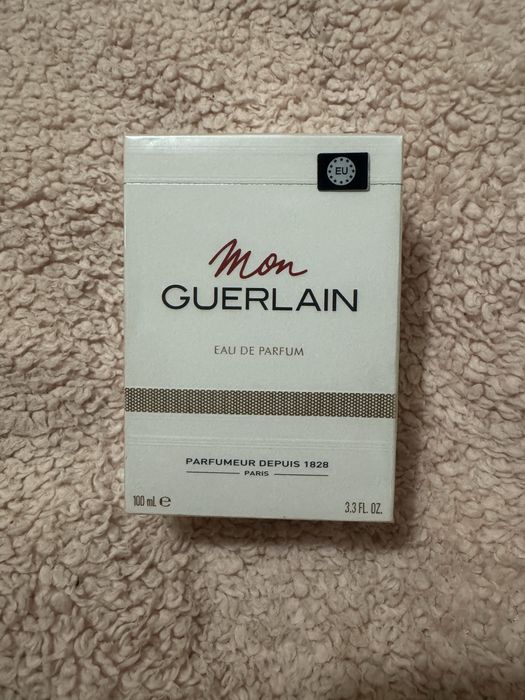 EU
Mon
GUERLAIN
EAU DE PARFUM
PARFUMEUR DEPUIS 1828
PARIS
100 mL ℮
3.3 FL. OZ.